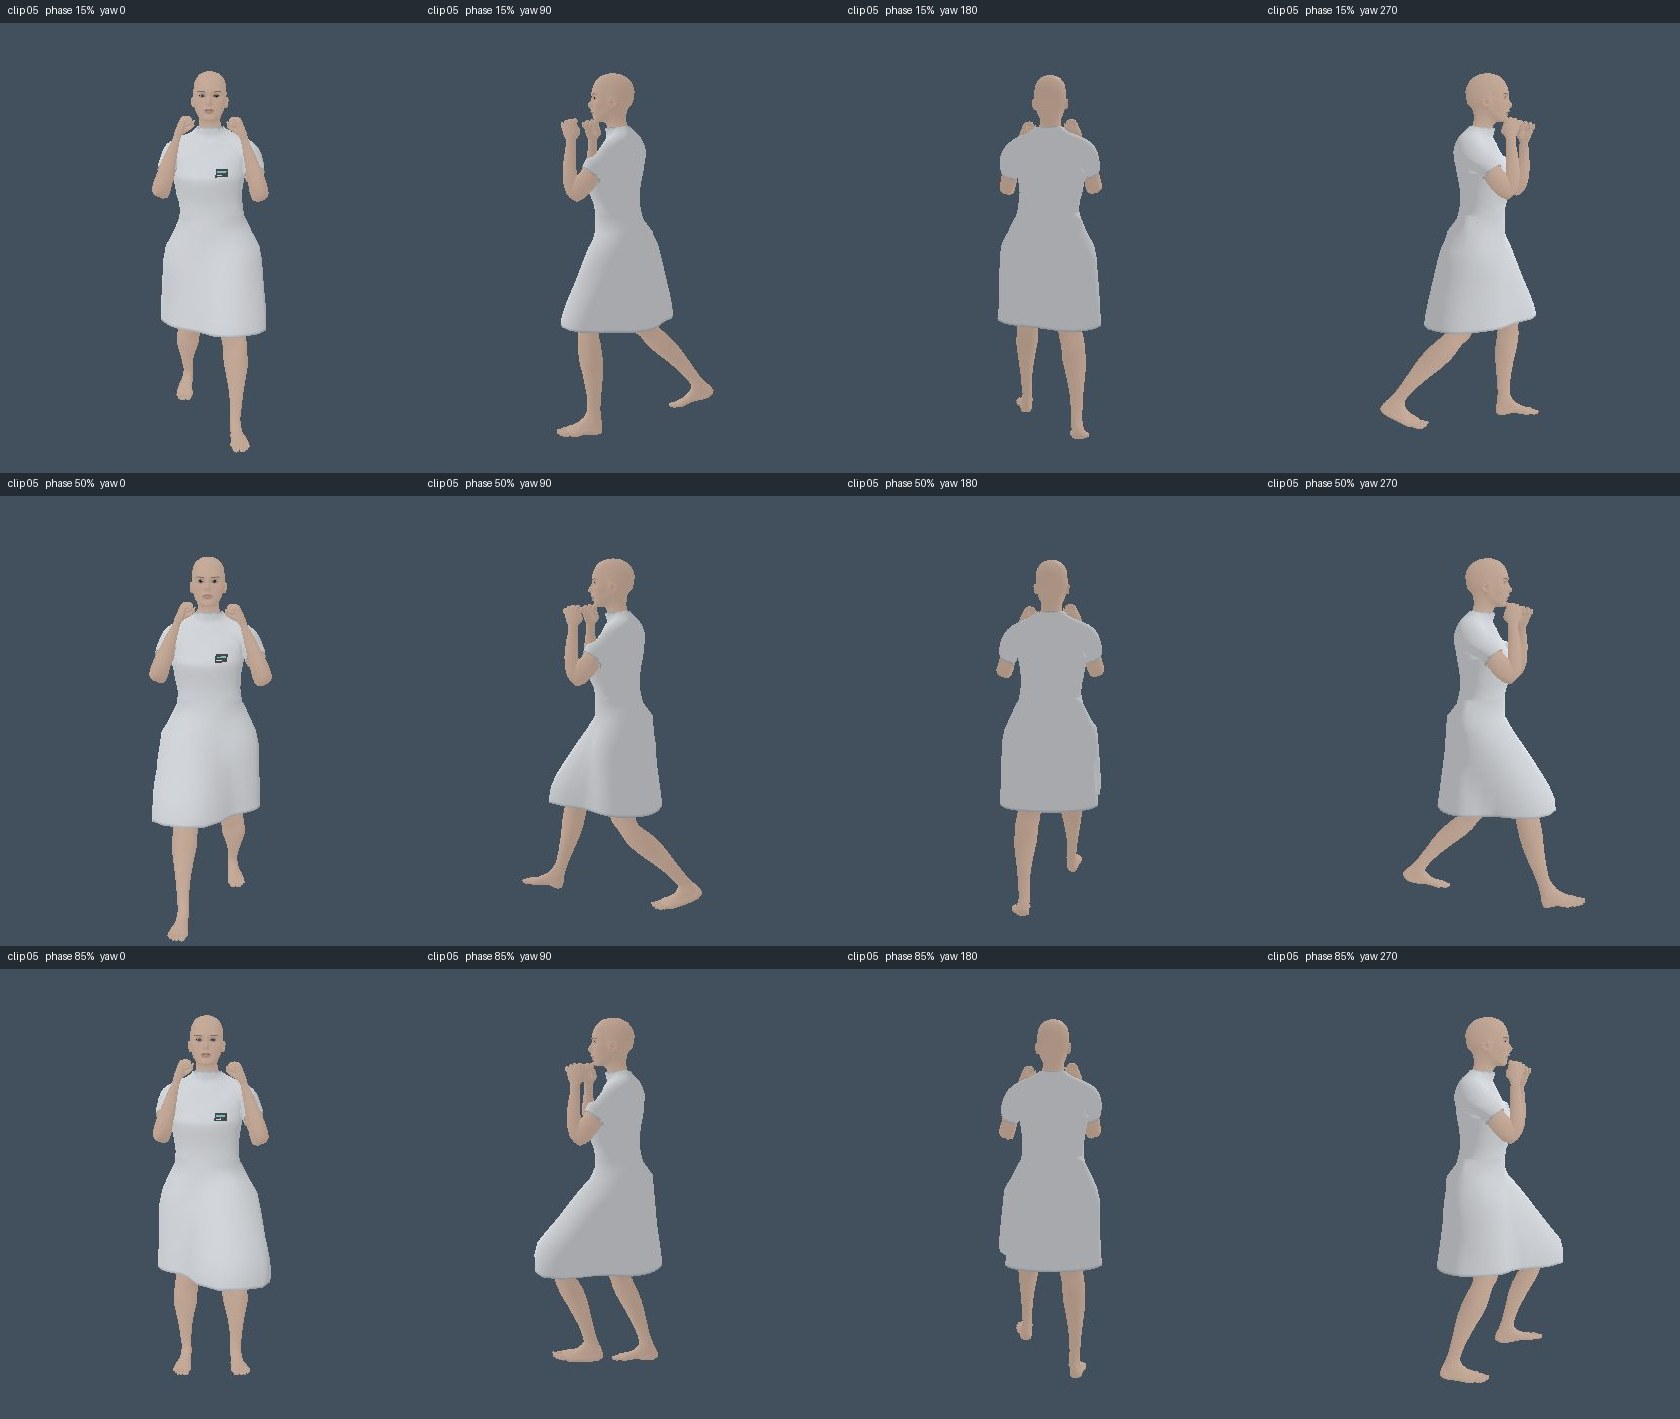 clip05 phase 15% yaw 0
clip05 phase 15% yaw 90
clip05 phase 15% yaw 180
clip05 phase 15% yaw 270
clip05 phase 50% yaw 0
clip05 phase 50% yaw 90
clip05 phase 50% yaw 180
clip05 phase 50% yaw 270
clip05 phase 85% yaw 0
clip05 phase 85% yaw 90
clip05 phase 85% yaw 180
clip05 phase 85% yaw 270